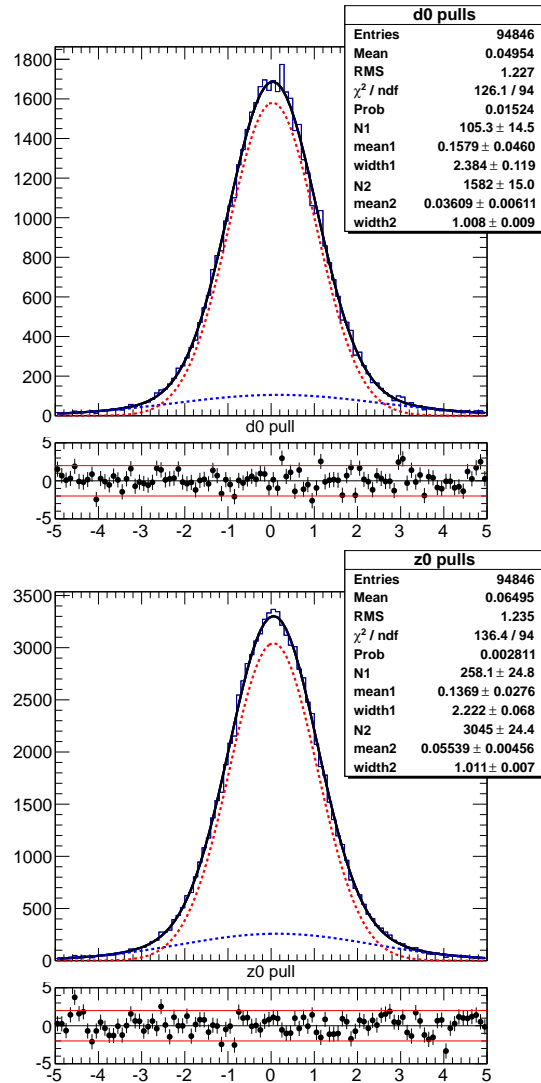 d0 pulls
Entries 94846
Mean 0.04954
RMS 1.227
χ² / ndf 126.1 / 94
Prob 0.01524
N1 105.3 ± 14.5
mean1 0.1579 ± 0.0460
width1 2.384 ± 0.119
N2 1582 ± 15.0
mean2 0.03609 ± 0.00611
width2 1.008 ± 0.009
1800
1600
1400
1200
1000
800
600
400
200
0
d0 pull
5
0
-5
-5 -4 -3 -2 -1 0 1 2 3 4 5
z0 pulls
Entries 94846
Mean 0.06495
RMS 1.235
χ² / ndf 136.4 / 94
Prob 0.002811
N1 258.1 ± 24.8
mean1 0.1369 ± 0.0276
width1 2.222 ± 0.068
N2 3045 ± 24.4
mean2 0.05539 ± 0.00456
width2 1.011 ± 0.007
3500
3000
2500
2000
1500
1000
500
0
z0 pull
5
0
-5
-5 -4 -3 -2 -1 0 1 2 3 4 5